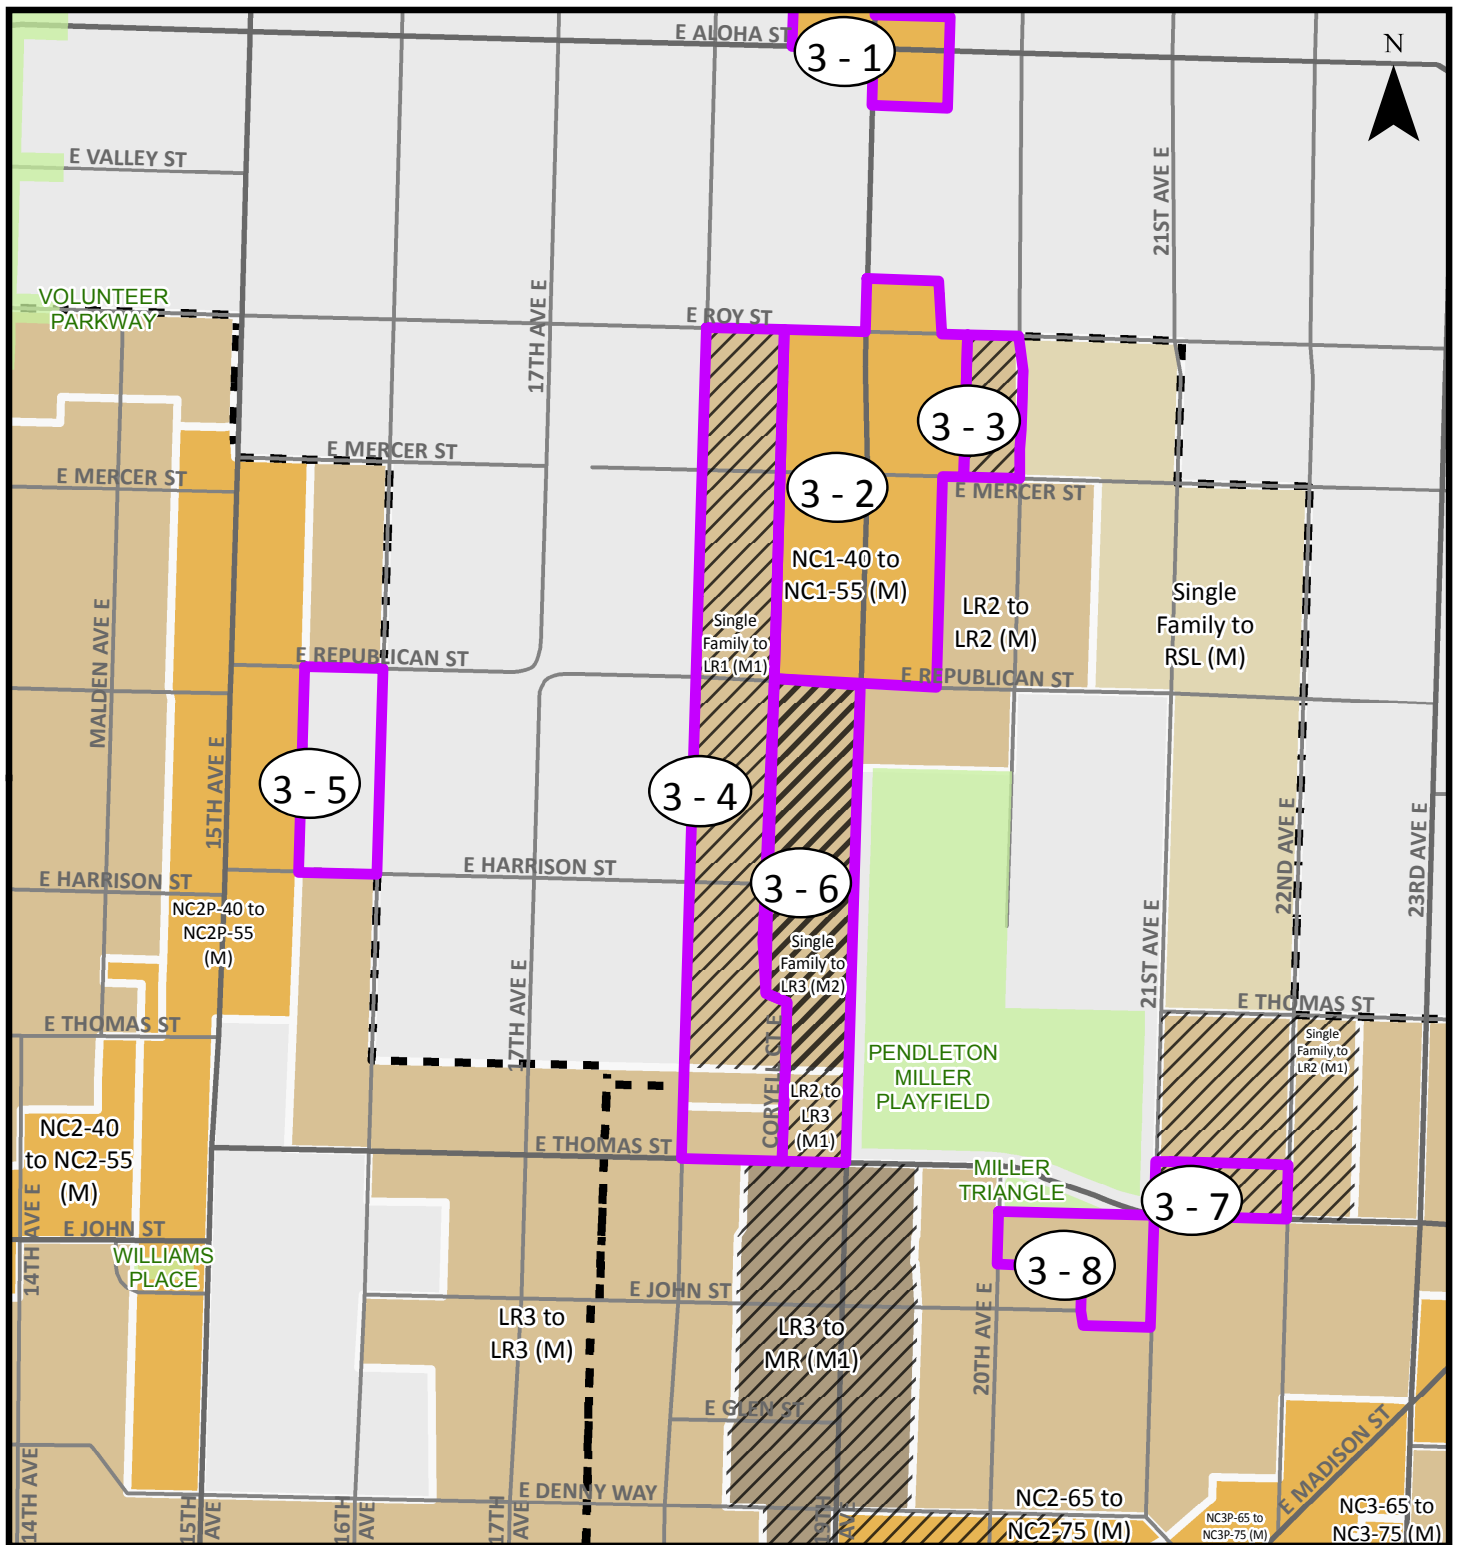 E ALOHA ST
3 - 1
N
E VALLEY ST
21ST AVE E
VOLUNTEER
PARKWAY
17TH AVE E
E ROY ST
3 - 3
E MERCER ST
E MERCER ST
3 - 2
E MERCER ST
NC1-40 to
NC1-55 (M)
LR2 to
LR2 (M)
Single
Family to
RSL (M)
Single
Family to
LR1 (M1)
MALDEN AVE E
E REPUBLICAN ST
E REPUBLICAN ST
15TH AVE E
3 - 5
3 - 4
22ND AVE E
23RD AVE E
E HARRISON ST
E HARRISON ST
3 - 6
NC2P-40 to
NC2P-55
(M)
Single
Family to
LR3 (M2)
21ST AVE E
17TH AVE E
E THOMAS ST
E THOMAS ST
CORYELL CT E
Single
Family to
LR2 (M1)
PENDLETON
MILLER
PLAYFIELD
LR2 to
LR3
(M1)
NC2-40
to NC2-55
(M)
E THOMAS ST
MILLER
TRIANGLE
3 - 7
14TH AVE E
E JOHN ST
WILLIAMS
PLACE
3 - 8
E JOHN ST
20TH AVE E
LR3 to
LR3 (M)
LR3 to
MR (M1)
E GLEN ST
E MADISON ST
E DENNY WAY
14TH AVE
15TH
AVE
16TH
AVE
17TH
AVE
19TH
AVE
NC2-65 to
NC2-75 (M)
NC3P-65 to
NC3P-75 (M)
NC3-65 to
NC3-75 (M)